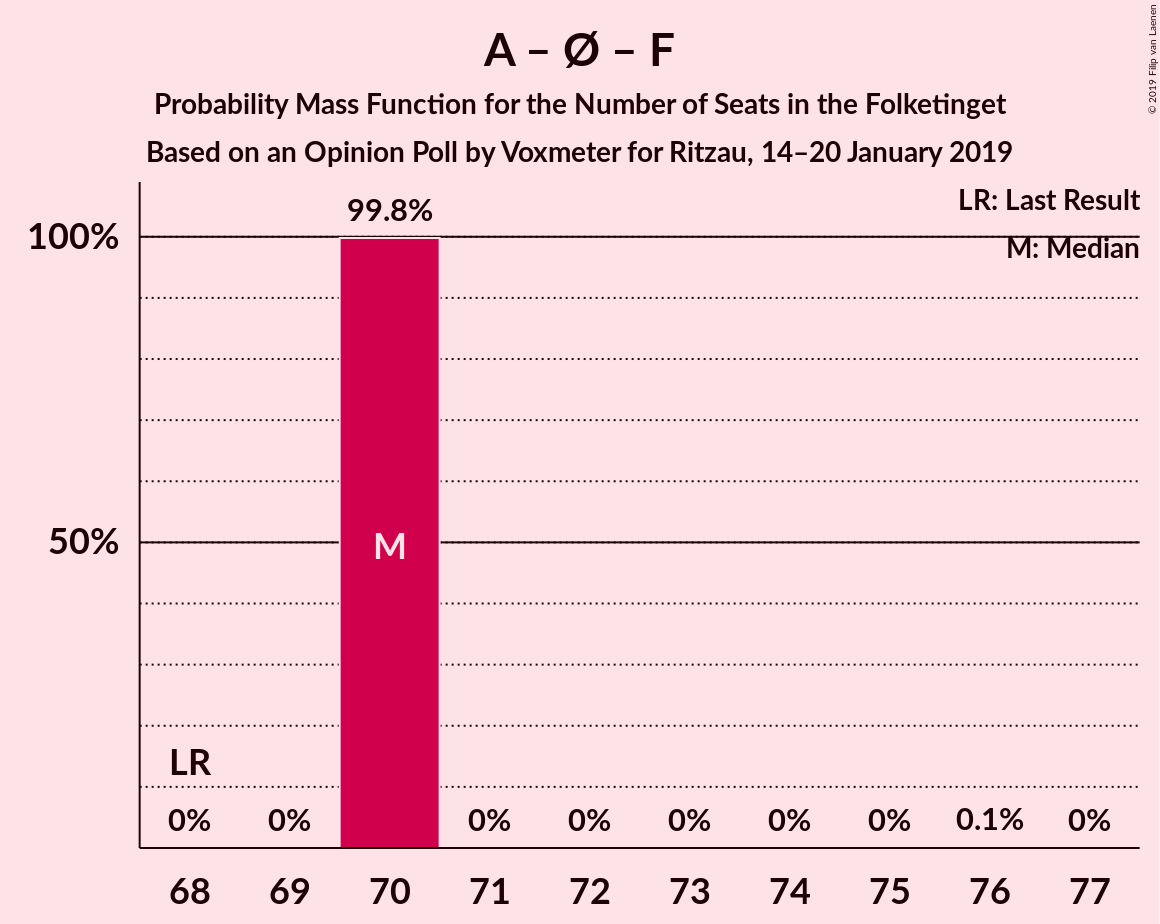 A – Ø – F
Probability Mass Function for the Number of Seats in the Folketinget
Based on an Opinion Poll by Voxmeter for Ritzau, 14–20 January 2019
© 2019 Filip van Laenen
LR: Last Result
M: Median
99.8%
100%
50%
M
LR
0% 0% 0% 0% 0% 0% 0% 0.1% 0%
68 69 70 71 72 73 74 75 76 77